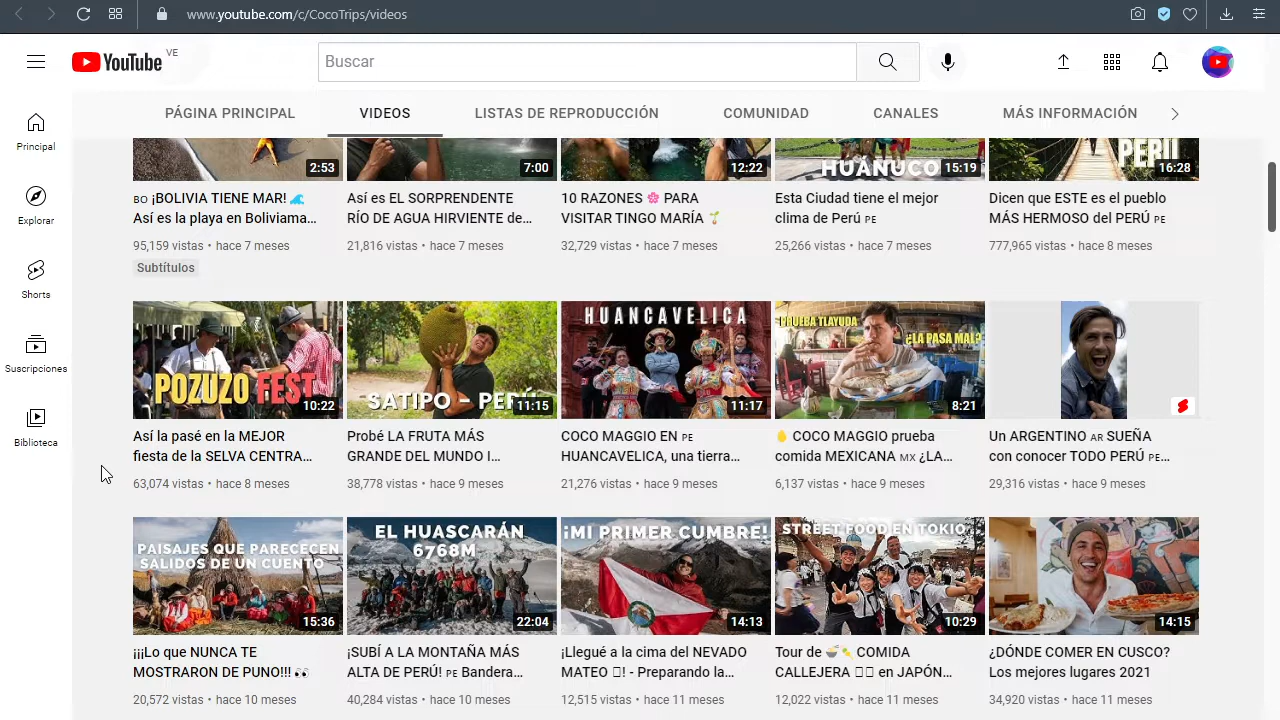 www.youtube.com/c/CocoTrips/videos
YouTube VE
Buscar
PÁGINA PRINCIPAL VIDEOS LISTAS DE REPRODUCCIÓN COMUNIDAD CANALES MÁS INFORMACIÓN
Principal
Explorar
Shorts
Suscripciones
Biblioteca
2:53
BO ¡BOLIVIA TIENE MAR! 🌊
Así es la playa en Boliviama...
95,159 vistas • hace 7 meses
Subtítulos
7:00
Así es EL SORPRENDENTE
RÍO DE AGUA HIRVIENTE de...
21,816 vistas • hace 7 meses
12:22
10 RAZONES 🌸 PARA
VISITAR TINGO MARÍA 🌱
32,729 vistas • hace 7 meses
HUÁNUCO
15:19
Esta Ciudad tiene el mejor
clima de Perú PE
25,266 vistas • hace 7 meses
PERÚ
16:28
Dicen que ESTE es el pueblo
MÁS HERMOSO del PERÚ PE
777,965 vistas • hace 8 meses
POZUZO FEST
10:22
Así la pasé en la MEJOR
fiesta de la SELVA CENTRA...
63,074 vistas • hace 8 meses
SATIPO - PERÚ
11:15
Probé LA FRUTA MÁS
GRANDE DEL MUNDO I...
38,778 vistas • hace 9 meses
HUANCAVELICA
11:17
COCO MAGGIO EN PE
HUANCAVELICA, una tierra...
21,276 vistas • hace 9 meses
PRUEBA TLAYUDA
¿LA PASA MAL?
8:21
COCO MAGGIO prueba
comida MEXICANA MX ¿LA...
6,137 vistas • hace 9 meses
Un ARGENTINO AR SUEÑA
con conocer TODO PERÚ PE...
29,316 vistas • hace 9 meses
PAISAJES QUE PARECECEN
SALIDOS DE UN CUENTO
15:36
¡¡¡Lo que NUNCA TE
MOSTRARON DE PUNO!!! 👀
20,572 vistas • hace 10 meses
EL HUASCARÁN
6768M
22:04
¡SUBÍ A LA MONTAÑA MÁS
ALTA DE PERÚ! PE Bandera...
40,284 vistas • hace 10 meses
¡MI PRIMER CUMBRE!
14:13
¡Llegué a la cima del NEVADO
MATEO ! - Preparando la...
12,515 vistas • hace 11 meses
STREET FOOD EN TOKIO
10:29
Tour de 🍜🍡 COMIDA
CALLEJERA en JAPÓN...
12,022 vistas • hace 11 meses
14:15
¿DÓNDE COMER EN CUSCO?
Los mejores lugares 2021
34,920 vistas • hace 11 meses